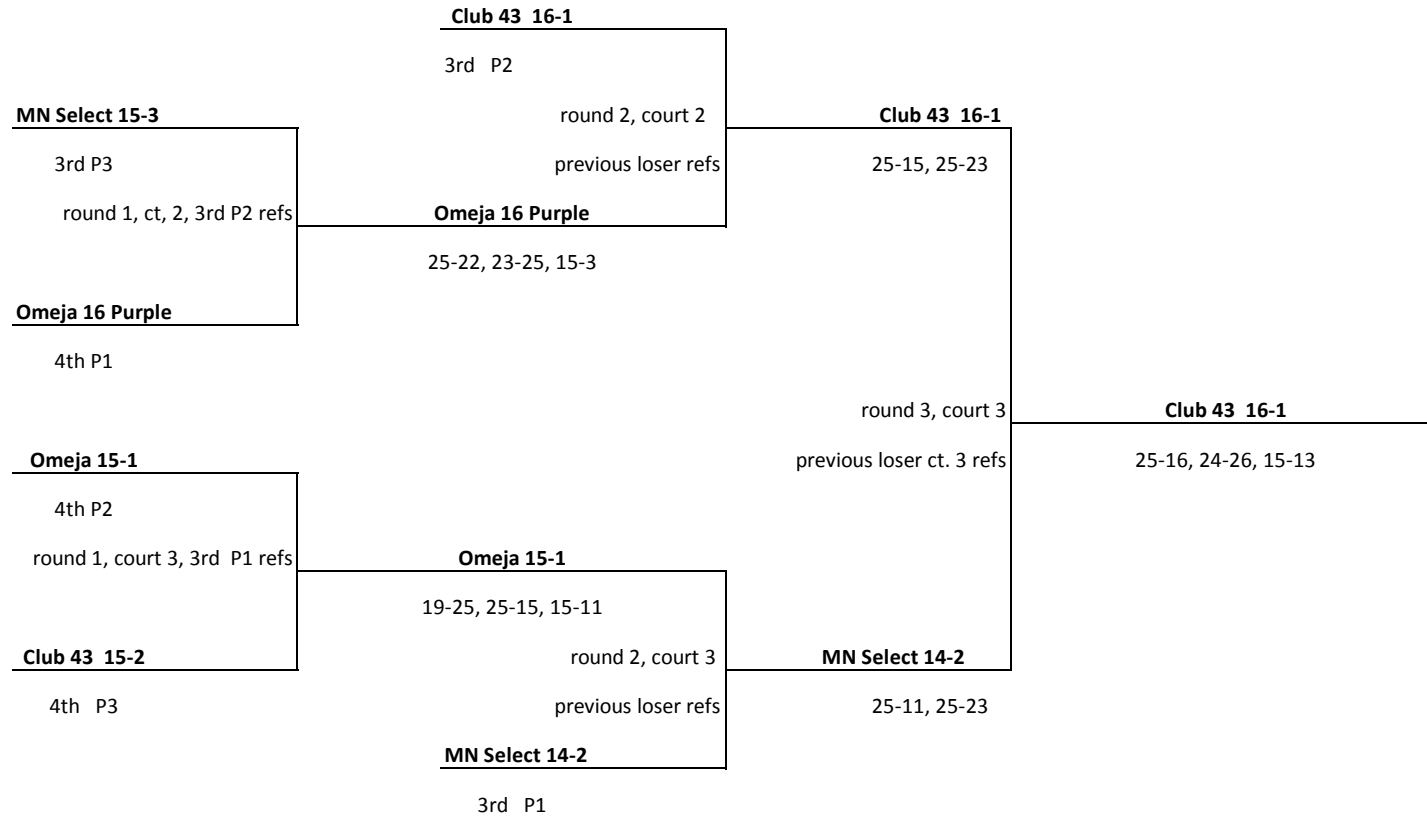 Club 43 16-1
3rd P2
MN Select 15-3
round 2, court 2
Club 43 16-1
3rd P3
previous loser refs
25-15, 25-23
round 1, ct, 2, 3rd P2 refs
Omeja 16 Purple
25-22, 23-25, 15-3
Omeja 16 Purple
4th P1
round 3, court 3
Club 43 16-1
Omeja 15-1
previous loser ct. 3 refs
25-16, 24-26, 15-13
4th P2
round 1, court 3, 3rd P1 refs
Omeja 15-1
19-25, 25-15, 15-11
Club 43 15-2
round 2, court 3
MN Select 14-2
4th P3
previous loser refs
25-11, 25-23
MN Select 14-2
3rd P1